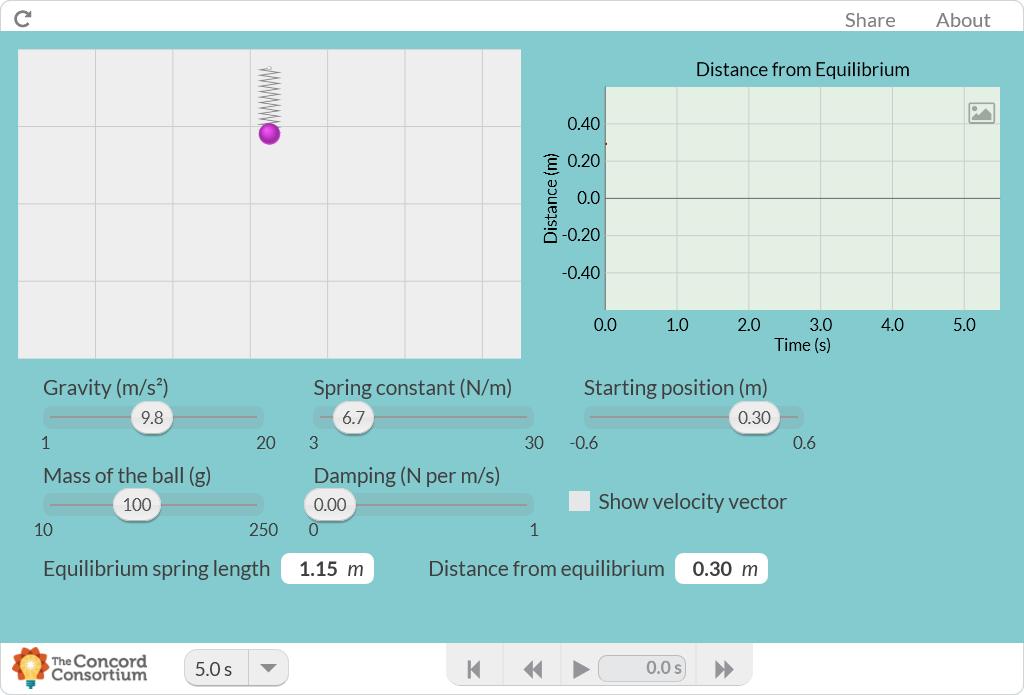 Share About
Distance from Equilibrium
0.40
0.20
0.0
-0.20
-0.40
Distance (m)
0.0 1.0 2.0 3.0 4.0 5.0
Time (s)
Gravity (m/s²)
9.8
1 20
Spring constant (N/m)
6.7
3 30
Starting position (m)
0.30
-0.6 0.6
Mass of the ball (g)
100
10 250
Damping (N per m/s)
0.00
0 1
Show velocity vector
Equilibrium spring length 1.15 m
Distance from equilibrium 0.30 m
The Concord
Consortium
5.0 s
0.0 s